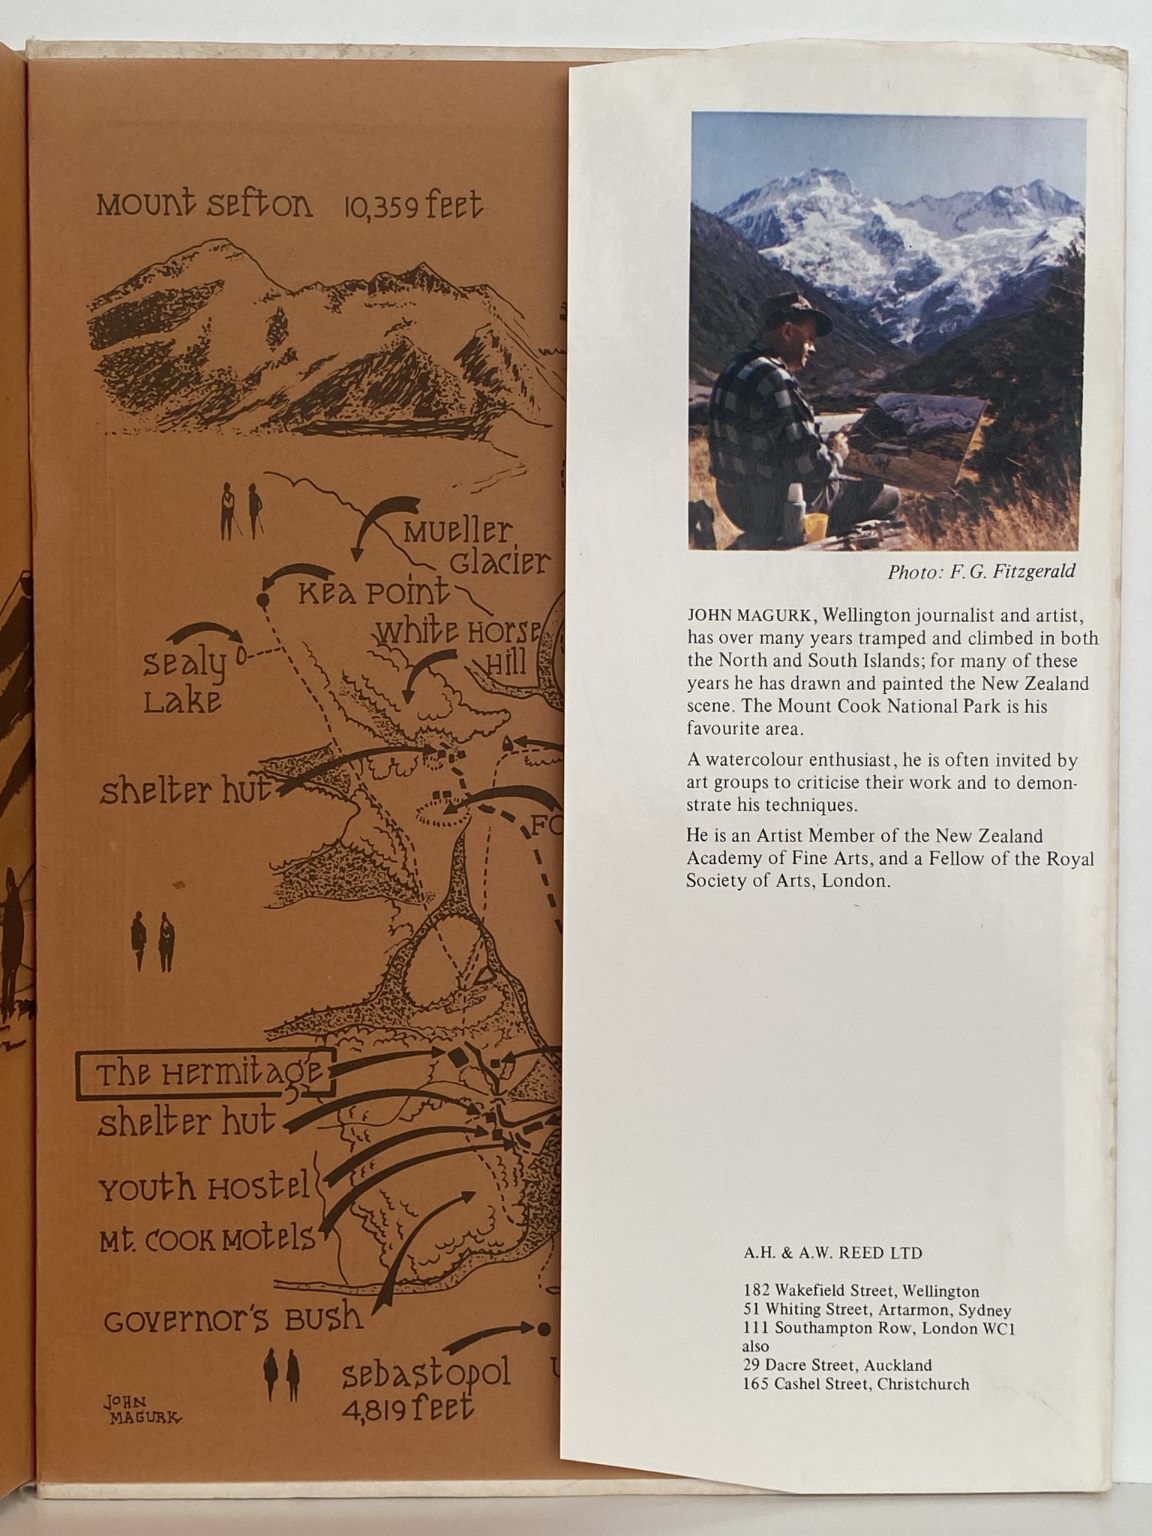 Mount Sefton 10,359 feet
Mueller
Glacier
Kea Point
White Horse
Hill
Sealy
Lake
Shelter hut
The Hermitage
Shelter hut
Youth Hostel
Mt. Cook Motels
Governor's Bush
Sebastopol
4,819 feet
John
Magurk
Photo: F. G. Fitzgerald
JOHN MAGURK, Wellington journalist and artist,
has over many years tramped and climbed in both
the North and South Islands; for many of these
years he has drawn and painted the New Zealand
scene. The Mount Cook National Park is his
favourite area.
A watercolour enthusiast, he is often invited by
art groups to criticise their work and to demon-
strate his techniques.
He is an Artist Member of the New Zealand
Academy of Fine Arts, and a Fellow of the Royal
Society of Arts, London.
A.H. & A.W. REED LTD
182 Wakefield Street, Wellington
51 Whiting Street, Artarmon, Sydney
111 Southampton Row, London WC1
also
29 Dacre Street, Auckland
165 Cashel Street, Christchurch